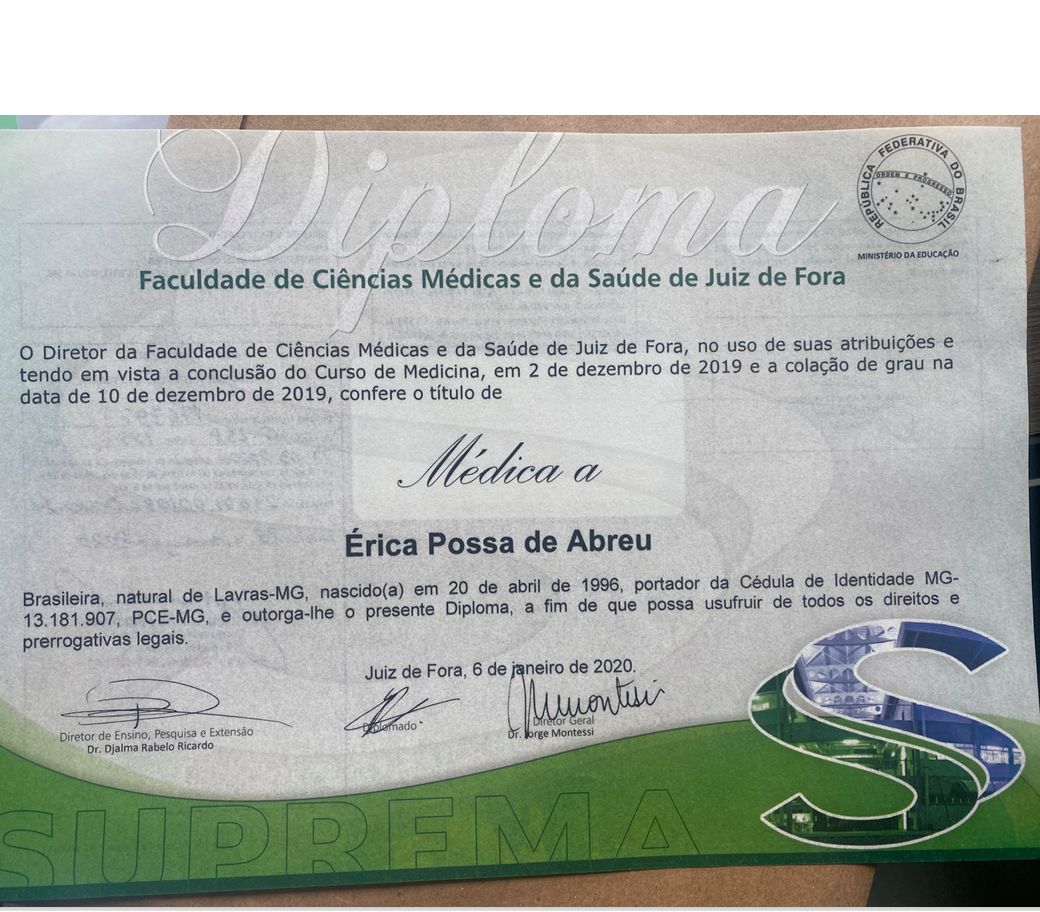 Diploma
REPÚBLICA FEDERATIVA DO BRASIL
ORDEM E PROGRESSO
MINISTÉRIO DA EDUCAÇÃO
Faculdade de Ciências Médicas e da Saúde de Juiz de Fora
O Diretor da Faculdade de Ciências Médicas e da Saúde de Juiz de Fora, no uso de suas atribuições e
tendo em vista a conclusão do Curso de Medicina, em 2 de dezembro de 2019 e a colação de grau na
data de 10 de dezembro de 2019, confere o título de
Médica a
Érica Possa de Abreu
Brasileira, natural de Lavras-MG, nascido(a) em 20 de abril de 1996, portador da Cédula de Identidade MG-
13.181.907, PCE-MG, e outorga-lhe o presente Diploma, a fim de que possa usufruir de todos os direitos e
prerrogativas legais.
Juiz de Fora, 6 de janeiro de 2020.
Diretor de Ensino, Pesquisa e Extensão
Dr. Djalma Rabelo Ricardo
Diplomado
Diretor Geral
Dr. Jorge Montessi
S
SUPREMA